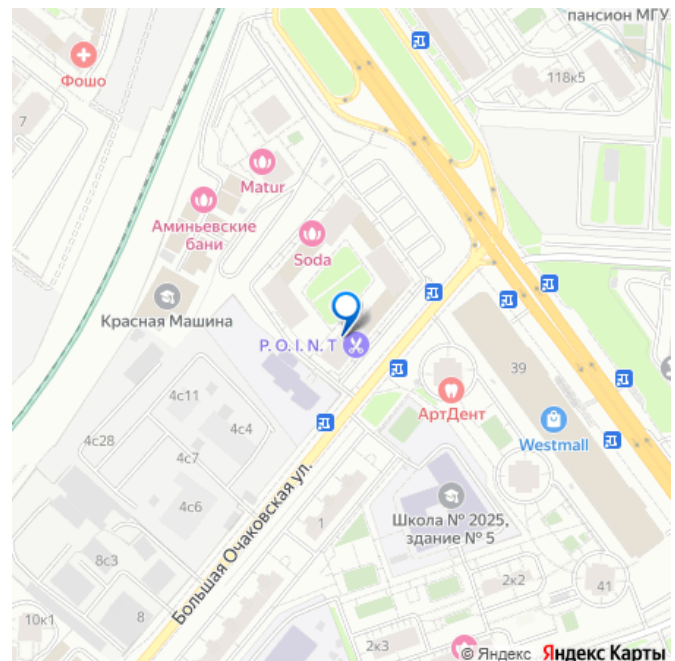 пансион МГУ
Фошо
118к5
7
Matur
Аминьевские
бани
Soda
Красная Машина
P. O. I. N. T
39
4с11
АртДент
4с4
Westmall
4с28
4с7
4с6
1
Школа № 2025,
здание № 5
Большая Очаковская ул.
8с3
2к2
41
10к1
8
2к3
© Яндекс Яндекс Карты